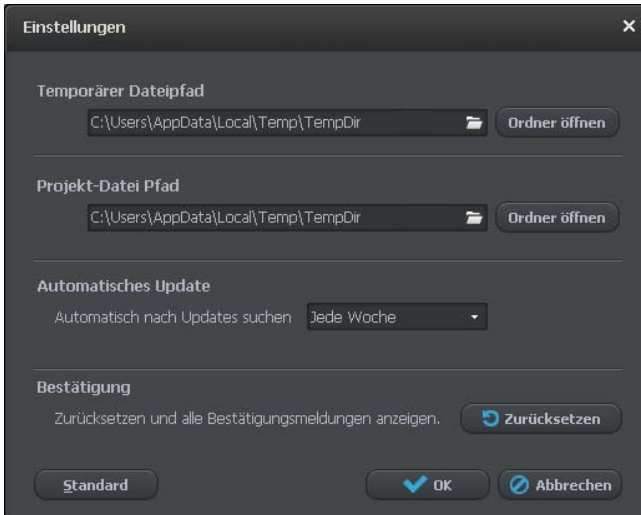 Einstellungen
Temporärer Dateipfad
C:\Users\AppData\Local\Temp\TempDir
Ordner öffnen
Projekt-Datei Pfad
C:\Users\AppData\Local\Temp\TempDir
Ordner öffnen
Automatisches Update
Automatisch nach Updates suchen Jede Woche
Bestätigung
Zurücksetzen und alle Bestätigungsmeldungen anzeigen. Zurücksetzen
Standard OK Abbrechen